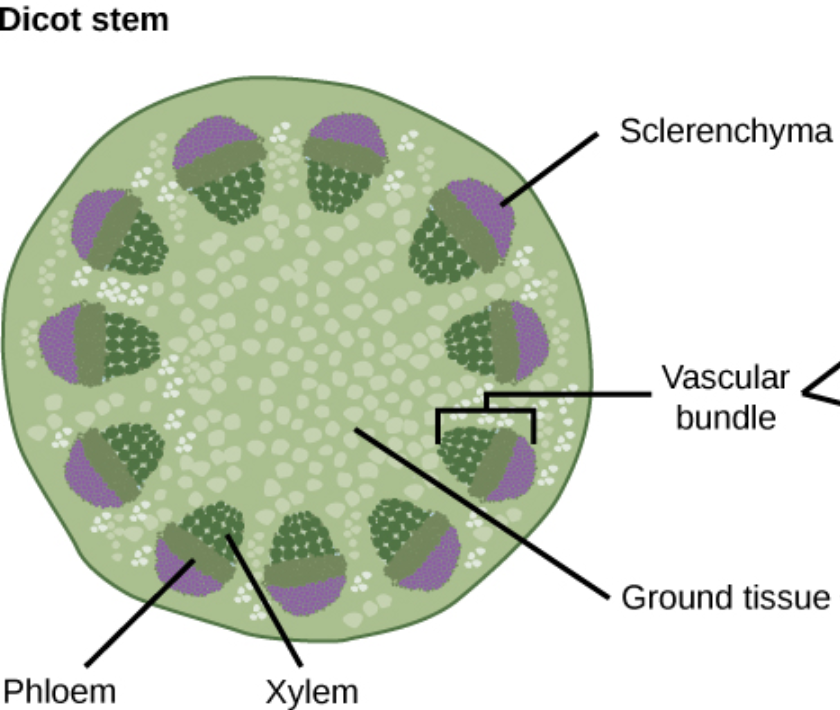 Dicot stem
Sclerenchyma
Vascular
bundle
Ground tissue
Phloem
Xylem